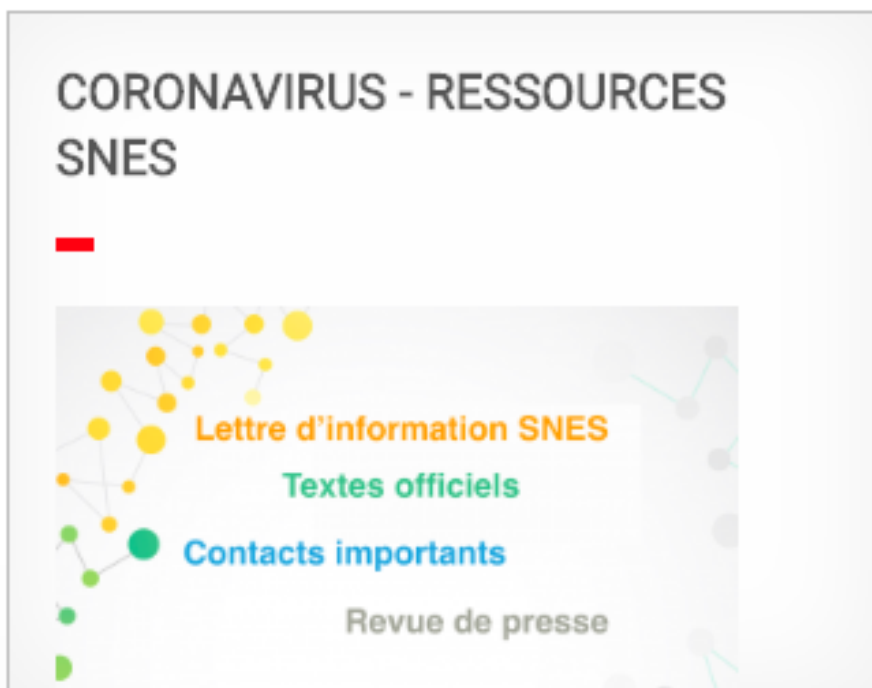 CORONAVIRUS - RESSOURCES
SNES
Lettre d'information SNES
Textes officiels
Contacts importants
Revue de presse